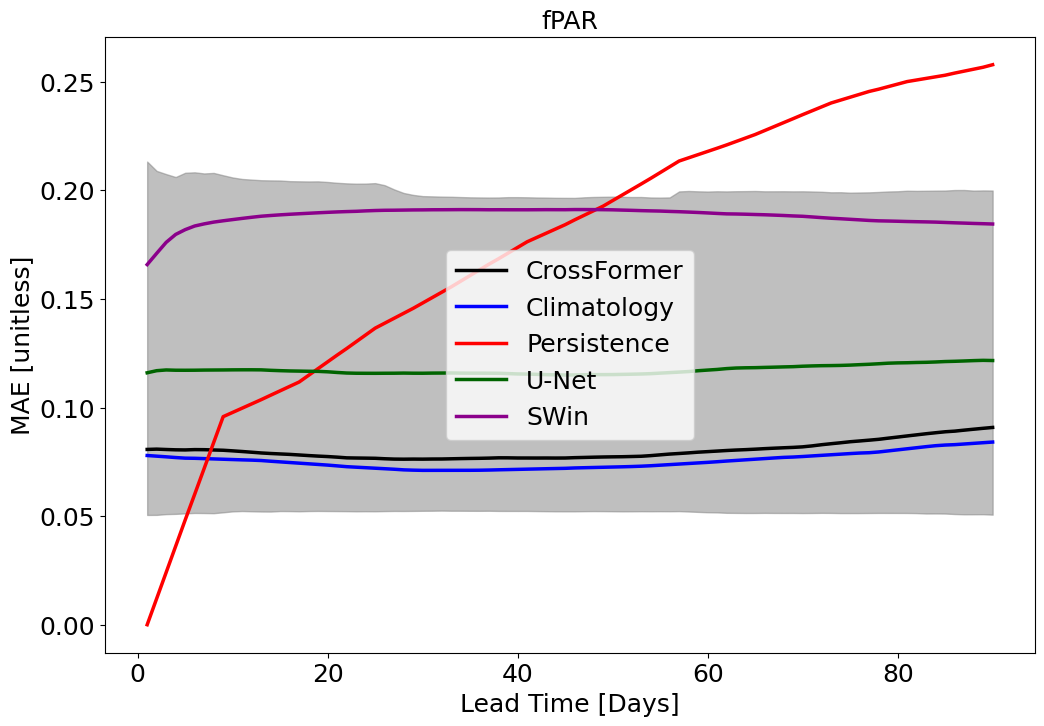 fPAR
MAE [unitless]
0.25
0.20
0.15
0.10
0.05
0.00
CrossFormer
Climatology
Persistence
U-Net
SWin
0 20 40 60 80
Lead Time [Days]